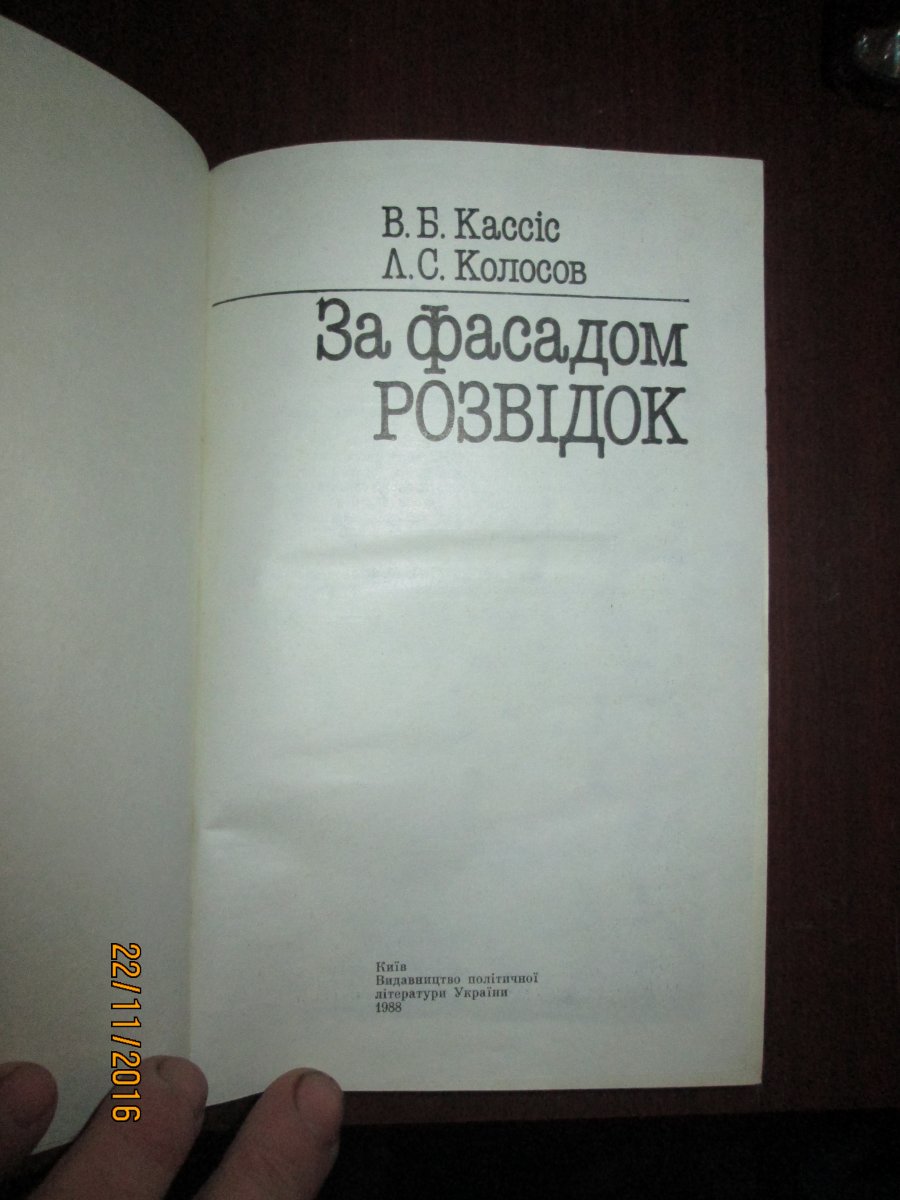 В. Б. Кассіс
Л. С. Колосов
За фасадом
РОЗВІДОК
Київ
Видавництво політичної
літератури України
1988
22/11/2016